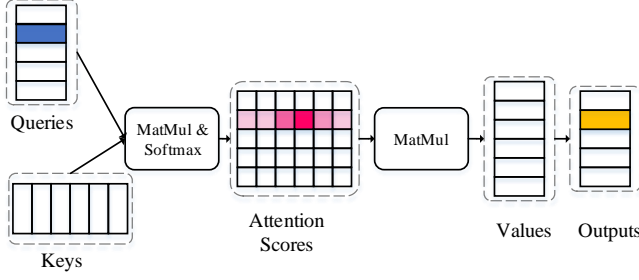 Queries
MatMul &
Softmax
MatMul
Attention
Scores
Values
Outputs
Keys